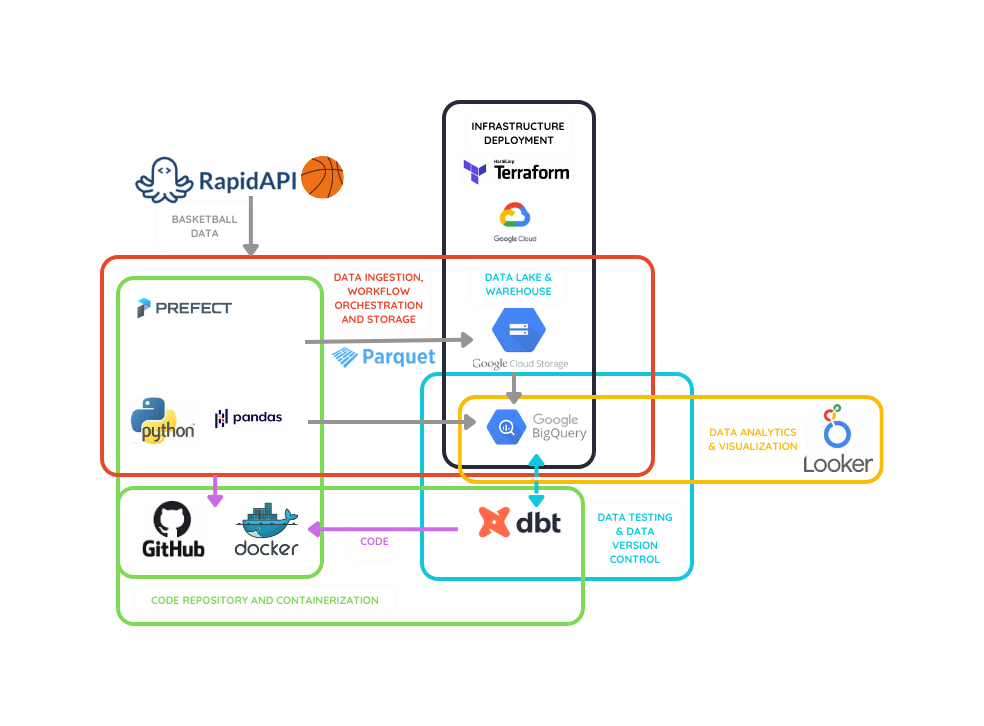 INFRASTRUCTURE
DEPLOYMENT
HashiCorp
Terraform
RapidAPI
Google Cloud
BASKETBALL
DATA
DATA INGESTION,
WORKFLOW
ORCHESTRATION
AND STORAGE
DATA LAKE &
WAREHOUSE
PREFECT
Parquet
Google Cloud Storage
python™
pandas
Google
BigQuery
DATA ANALYTICS
& VISUALIZATION
Looker
GitHub
docker
CODE
dbt
DATA TESTING
& DATA
VERSION
CONTROL
CODE REPOSITORY AND CONTAINERIZATION